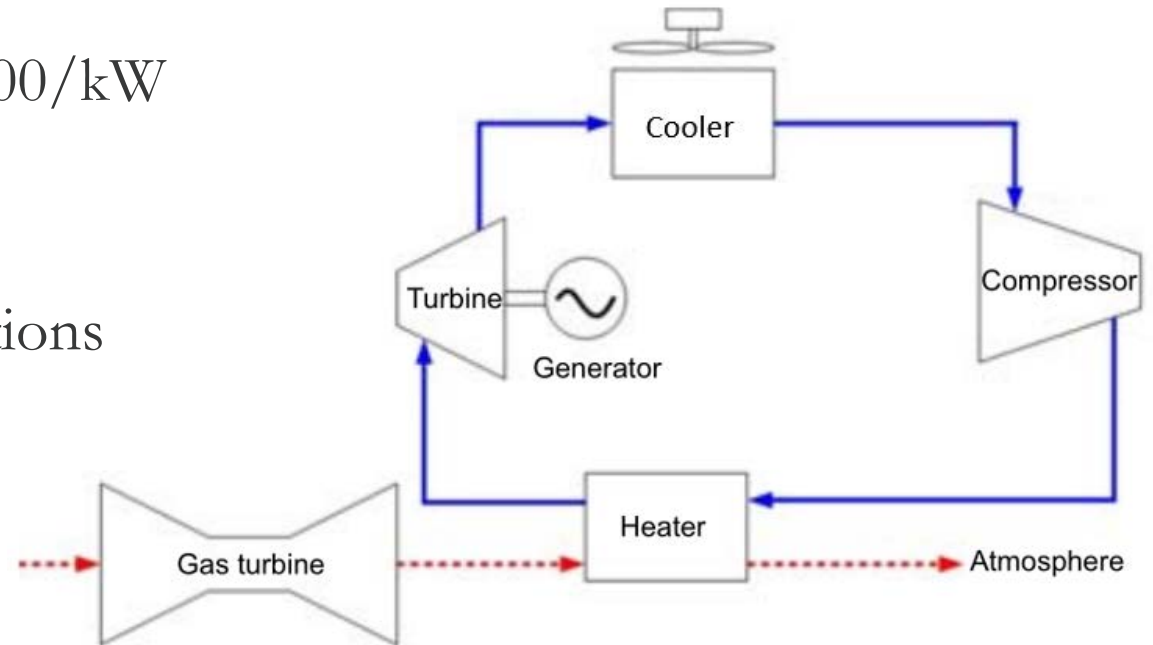 00/kW
Cooler
Compressor
Turbine
Generator
ions
Heater
Gas turbine
Atmosphere